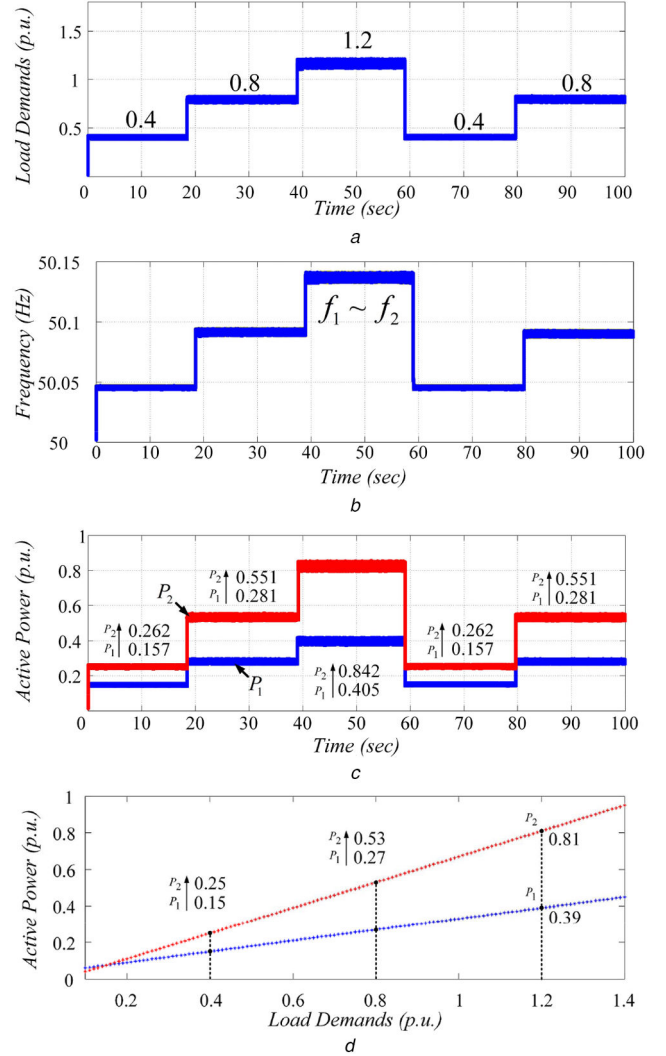 Load Demands (p.u.)
1.5
1
0.5
0.4
0.8
1.2
0.4
0.8
0 10 20 30 40 50 60 70 80 90 100
Time (sec)
a
Frequency (Hz)
50.15
50.1
50.05
50
f1 ~ f2
0 10 20 30 40 50 60 70 80 90 100
Time (sec)
b
Active Power (p.u.)
1
0.8
0.6
0.4
0.2
P2 0.262
P1 0.157
P2
P2 0.551
P1 0.281
P1
P2 0.842
P1 0.405
P2 0.262
P1 0.157
P2 0.551
P1 0.281
0 10 20 30 40 50 60 70 80 90 100
Time (sec)
c
Active Power (p.u.)
1
0.8
0.6
0.4
0.2
0
P2 0.25
P1 0.15
P2 0.53
P1 0.27
P2
0.81
P1
0.39
0.2 0.4 0.6 0.8 1 1.2 1.4
Load Demands (p.u.)
d